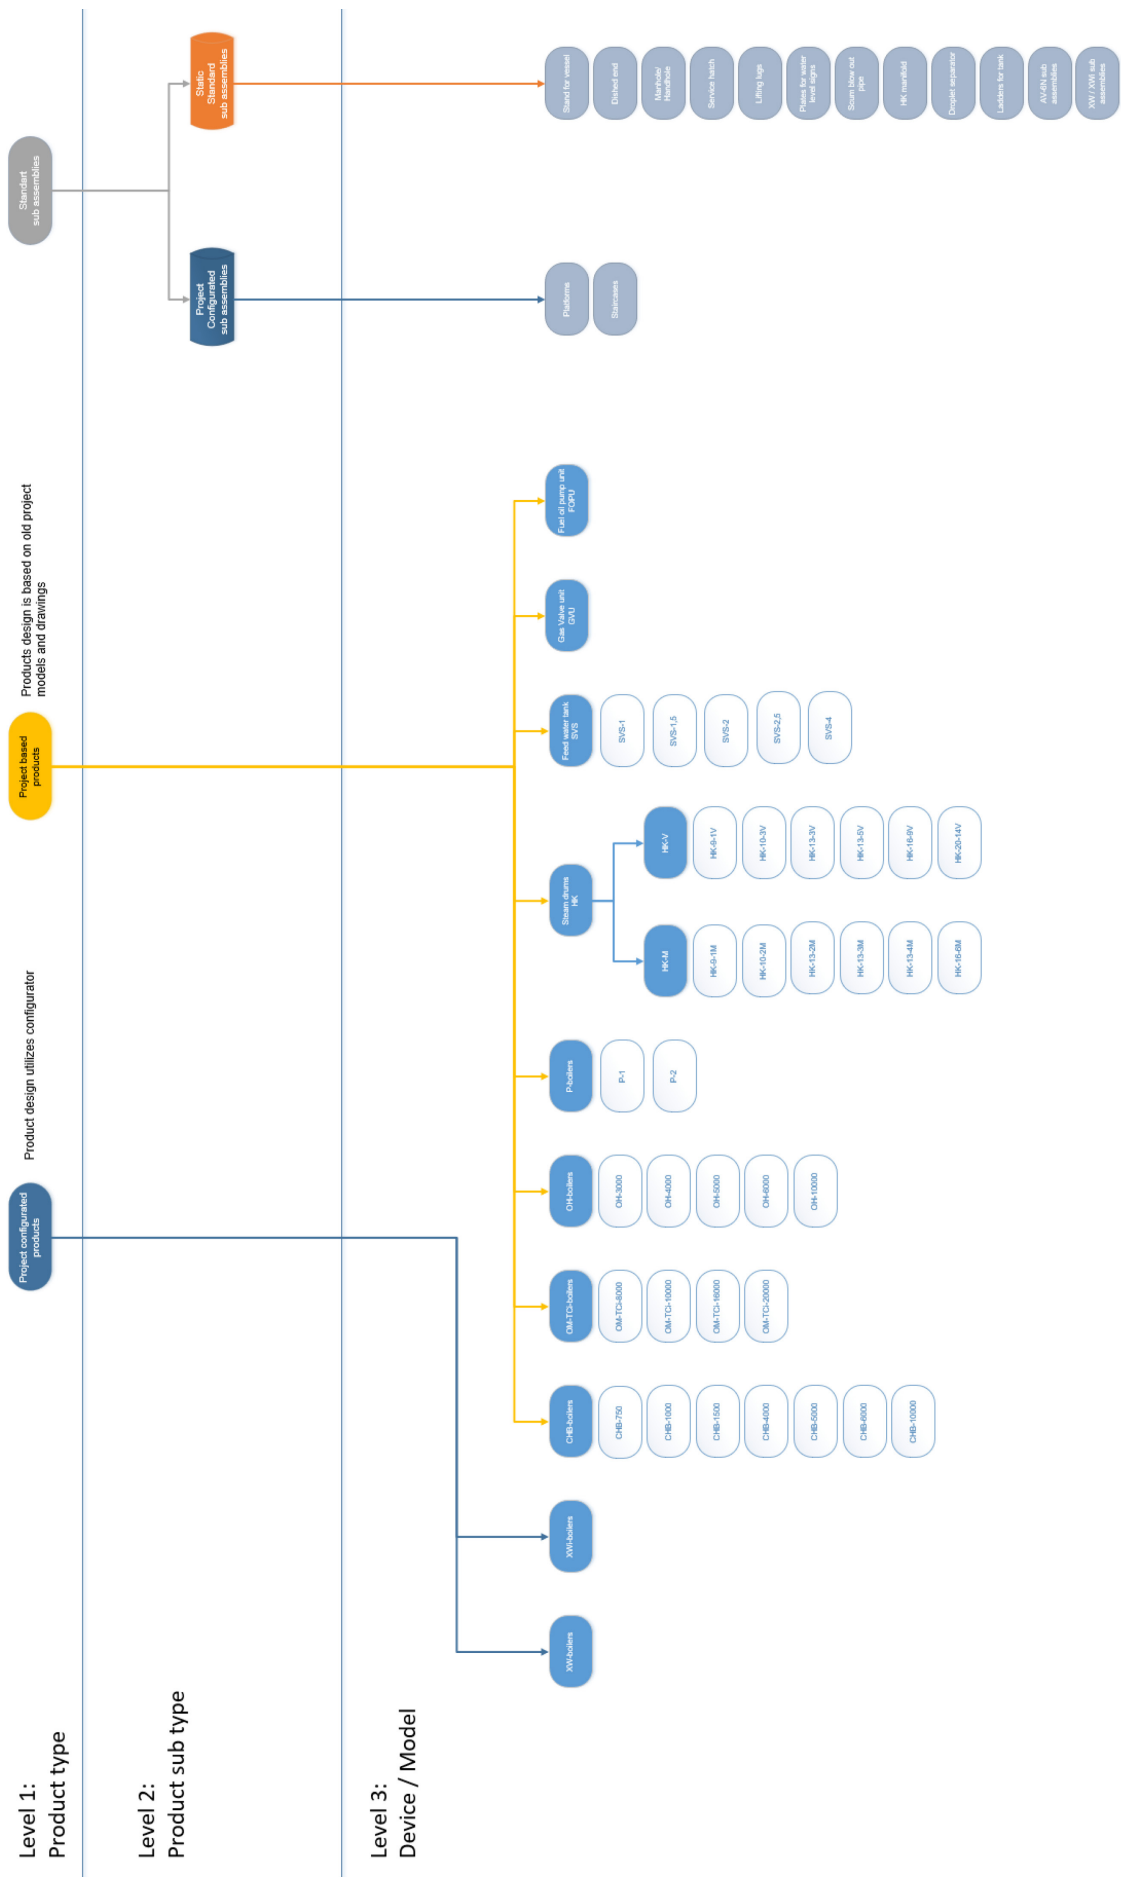 Level 1:
Product type
Project configurated
products
Product design utilizes configurator
Project based
products
Products design is based on old project
models and drawings
Standart
sub assemblies
Level 2:
Product sub type
Project
Configurated
sub assemblies
Static
Standard
sub assemblies
Level 3:
Device / Model
XW-boilers
XWI-boilers
CHB-boilers
CHB-750
CHB-1000
CHB-1500
CHB-4000
CHB-5000
CHB-6000
CHB-10000
OM-TCi-boilers
OM-TCi-8000
OM-TCi-10000
OM-TCi-16000
OM-TCi-20000
OH-boilers
OH-3000
OH-4000
OH-5000
OH-6000
OH-10000
P-boilers
P-1
P-2
Steam drums
HK
HK-M
HK-9-1M
HK-10-2M
HK-13-2M
HK-13-3M
HK-13-4M
HK-16-6M
HK-V
HK-9-1V
HK-10-3V
HK-13-3V
HK-13-5V
HK-16-9V
HK-20-14V
Feed water tank
SVS
SVS-1
SVS-1,5
SVS-2
SVS-2,5
SVS-4
Gas Valve unit
GVU
Fuel oil pump unit
FOPU
Platforms
Staircases
Stand for vessel
Dished end
Manhole/
Handhole
Service hatch
Lifting lugs
Plates for water
level signs
Scum blow out
pipe
HK manifold
Droplet separator
Ladders for tank
AV-6N sub
assemblies
XW / XWI sub
assemblies